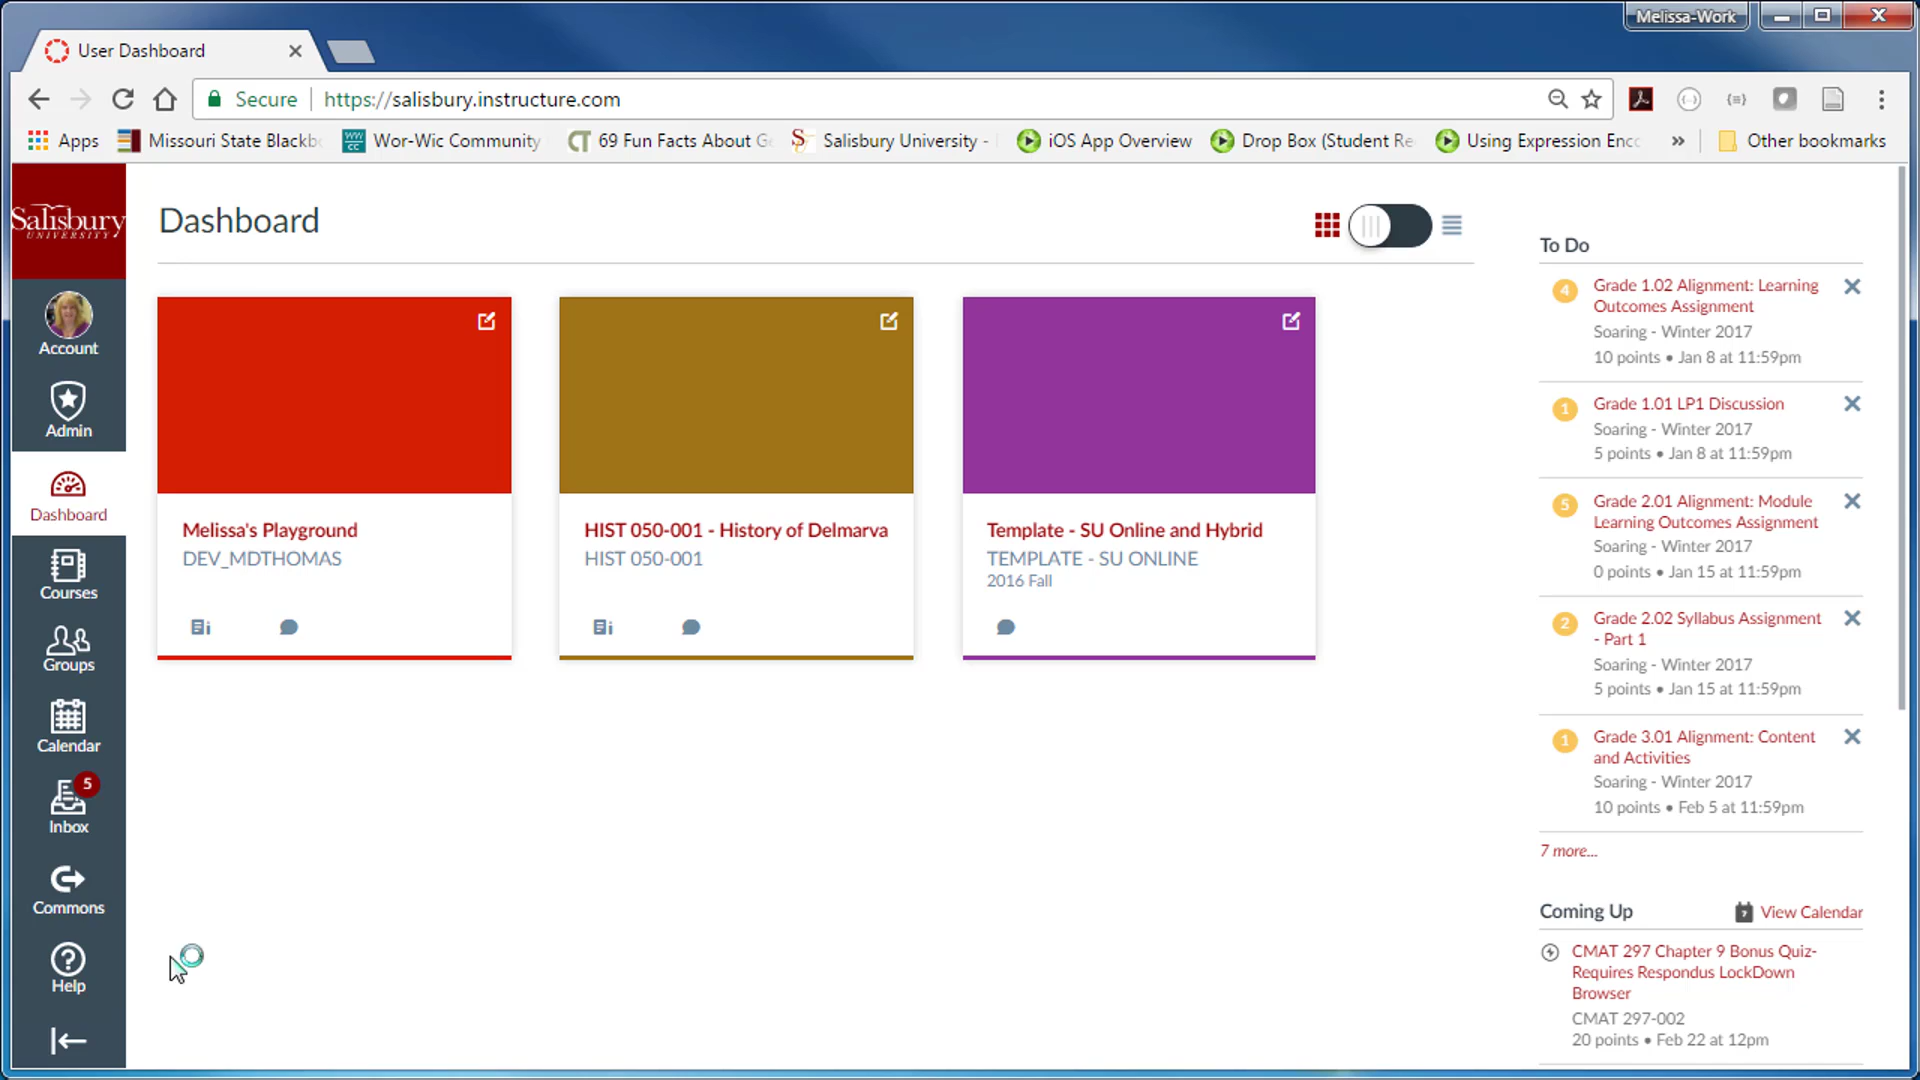 Melissa-Work
User Dashboard
Secure
https://salisbury.instructure.com
Apps
Missouri State Blackb
Wor-Wic Community
69 Fun Facts About G
Salisbury University -
iOS App Overview
Drop Box (Student Re
Using Expression Enc
»
Other bookmarks
Salisbury
UNIVERSITY
Account
Admin
Dashboard
Courses
Groups
Calendar
5
Inbox
Commons
Help
Dashboard
Melissa's Playground
DEV_MDTHOMAS
HIST 050-001 - History of Delmarva
HIST 050-001
Template - SU Online and Hybrid
TEMPLATE - SU ONLINE
2016 Fall
To Do
4
Grade 1.02 Alignment: Learning
Outcomes Assignment
Soaring - Winter 2017
10 points • Jan 8 at 11:59pm
1
Grade 1.01 LP1 Discussion
Soaring - Winter 2017
5 points • Jan 8 at 11:59pm
5
Grade 2.01 Alignment: Module
Learning Outcomes Assignment
Soaring - Winter 2017
0 points • Jan 15 at 11:59pm
2
Grade 2.02 Syllabus Assignment
- Part 1
Soaring - Winter 2017
5 points • Jan 15 at 11:59pm
1
Grade 3.01 Alignment: Content
and Activities
Soaring - Winter 2017
10 points • Feb 5 at 11:59pm
7 more...
Coming Up
View Calendar
CMAT 297 Chapter 9 Bonus Quiz-
Requires Respondus LockDown
Browser
CMAT 297-002
20 points • Feb 22 at 12pm